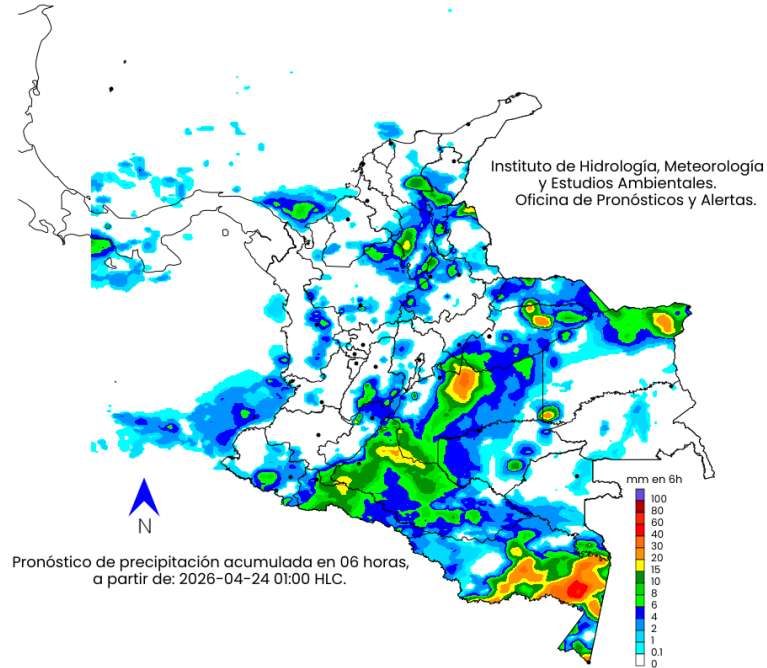 Instituto de Hidrología, Meteorología
y Estudios Ambientales.
Oficina de Pronósticos y Alertas.
mm en 6h
100
80
60
40
30
20
15
10
8
6
4
2
1
0.1
0
N
Pronóstico de precipitación acumulada en 06 horas,
a partir de: 2026-04-24 01:00 HLC.